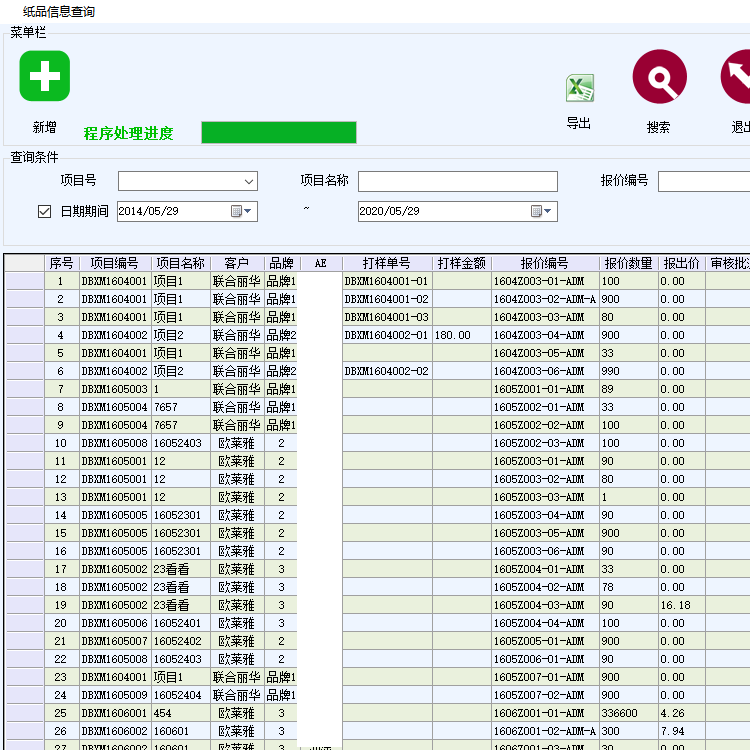 纸品信息查询
菜单栏
新增
程序处理进度
导出
搜索
退出
查询条件
项目号
项目名称
报价编号
日期期间 2014/05/29 ~ 2020/05/29
序号 项目编号 项目名称 客户 品牌 AE 打样单号 打样金额 报价编号 报价数量 报出价 审核批
1 DBXM1604001 项目1 联合丽华 品牌1 DBXM1604001-01 1604Z003-01-ADM 100 0.00
2 DBXM1604001 项目1 联合丽华 品牌1 DBXM1604001-02 1604Z003-02-ADM-A 900 0.00
3 DBXM1604001 项目1 联合丽华 品牌1 DBXM1604001-03 1604Z003-03-ADM 80 0.00
4 DBXM1604002 项目2 联合丽华 品牌2 DBXM1604002-01 180.00 1604Z003-04-ADM 900 0.00
5 DBXM1604001 项目1 联合丽华 品牌1 1604Z003-05-ADM 33 0.00
6 DBXM1604002 项目2 联合丽华 品牌2 DBXM1604002-02 1604Z003-06-ADM 990 0.00
7 DBXM1605003 1 联合丽华 品牌1 1605Z001-01-ADM 89 0.00
8 DBXM1605004 7657 联合丽华 品牌1 1605Z002-01-ADM 33 0.00
9 DBXM1605004 7657 联合丽华 品牌1 1605Z002-02-ADM 100 0.00
10 DBXM1605008 16052403 欧莱雅 2 1605Z002-03-ADM 100 0.00
11 DBXM1605001 12 欧莱雅 2 1605Z003-01-ADM 90 0.00
12 DBXM1605001 12 欧莱雅 2 1605Z003-02-ADM 80 0.00
13 DBXM1605001 12 欧莱雅 2 1605Z003-03-ADM 1 0.00
14 DBXM1605005 16052301 欧莱雅 2 1605Z003-04-ADM 90 0.00
15 DBXM1605005 16052301 欧莱雅 2 1605Z003-05-ADM 900 0.00
16 DBXM1605005 16052301 欧莱雅 2 1605Z003-06-ADM 90 0.00
17 DBXM1605002 23看看 欧莱雅 3 1605Z004-01-ADM 33 0.00
18 DBXM1605002 23看看 欧莱雅 3 1605Z004-02-ADM 78 0.00
19 DBXM1605002 23看看 欧莱雅 3 1605Z004-03-ADM 90 16.18
20 DBXM1605006 16052401 欧莱雅 3 1605Z004-04-ADM 100 0.00
21 DBXM1605007 16052402 欧莱雅 2 1605Z005-01-ADM 900 0.00
22 DBXM1605008 16052403 欧莱雅 2 1605Z006-01-ADM 90 0.00
23 DBXM1604001 项目1 联合丽华 品牌1 1605Z007-01-ADM 900 0.00
24 DBXM1605009 16052404 联合丽华 品牌1 1605Z007-02-ADM 900 0.00
25 DBXM1606001 454 欧莱雅 3 1606Z001-01-ADM 336600 4.26
26 DBXM1606002 160601 欧莱雅 3 1606Z001-02-ADM-A 300 7.94
27 DBXM1606002 160601 欧莱雅 3 1606Z001-03-ADM 30 0.00